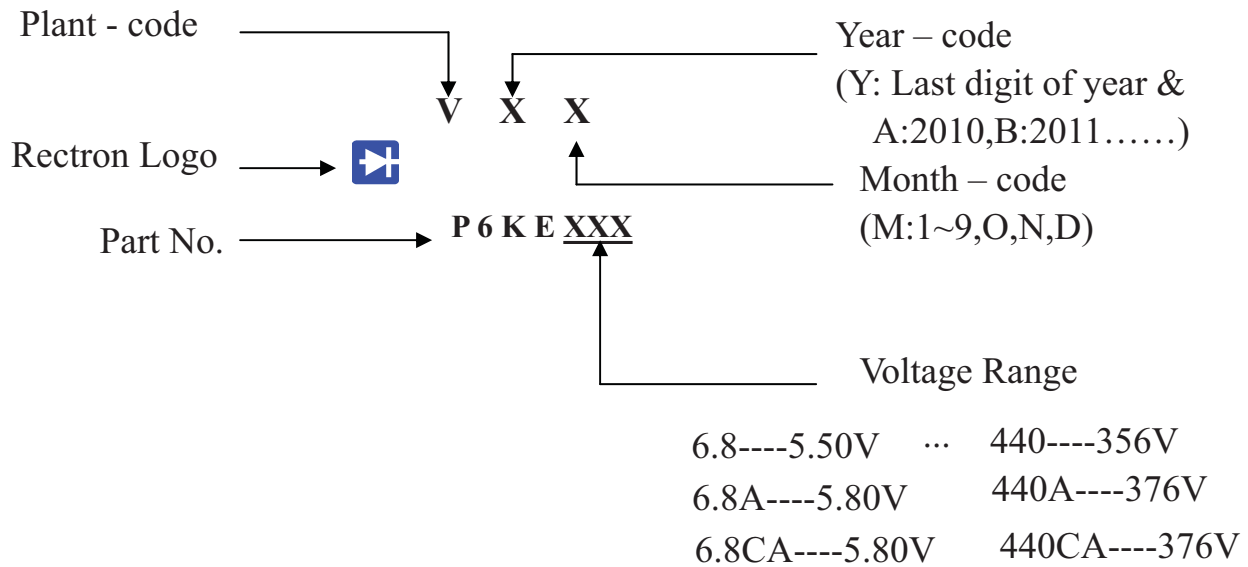 Plant - code
Year – code
(Y: Last digit of year &
A:2010,B:2011……)
V X X
Rectron Logo
Month – code
(M:1~9,O,N,D)
Part No.
P 6 K E XXX
Voltage Range
6.8----5.50V ... 440----356V
6.8A----5.80V 440A----376V
6.8CA----5.80V 440CA----376V